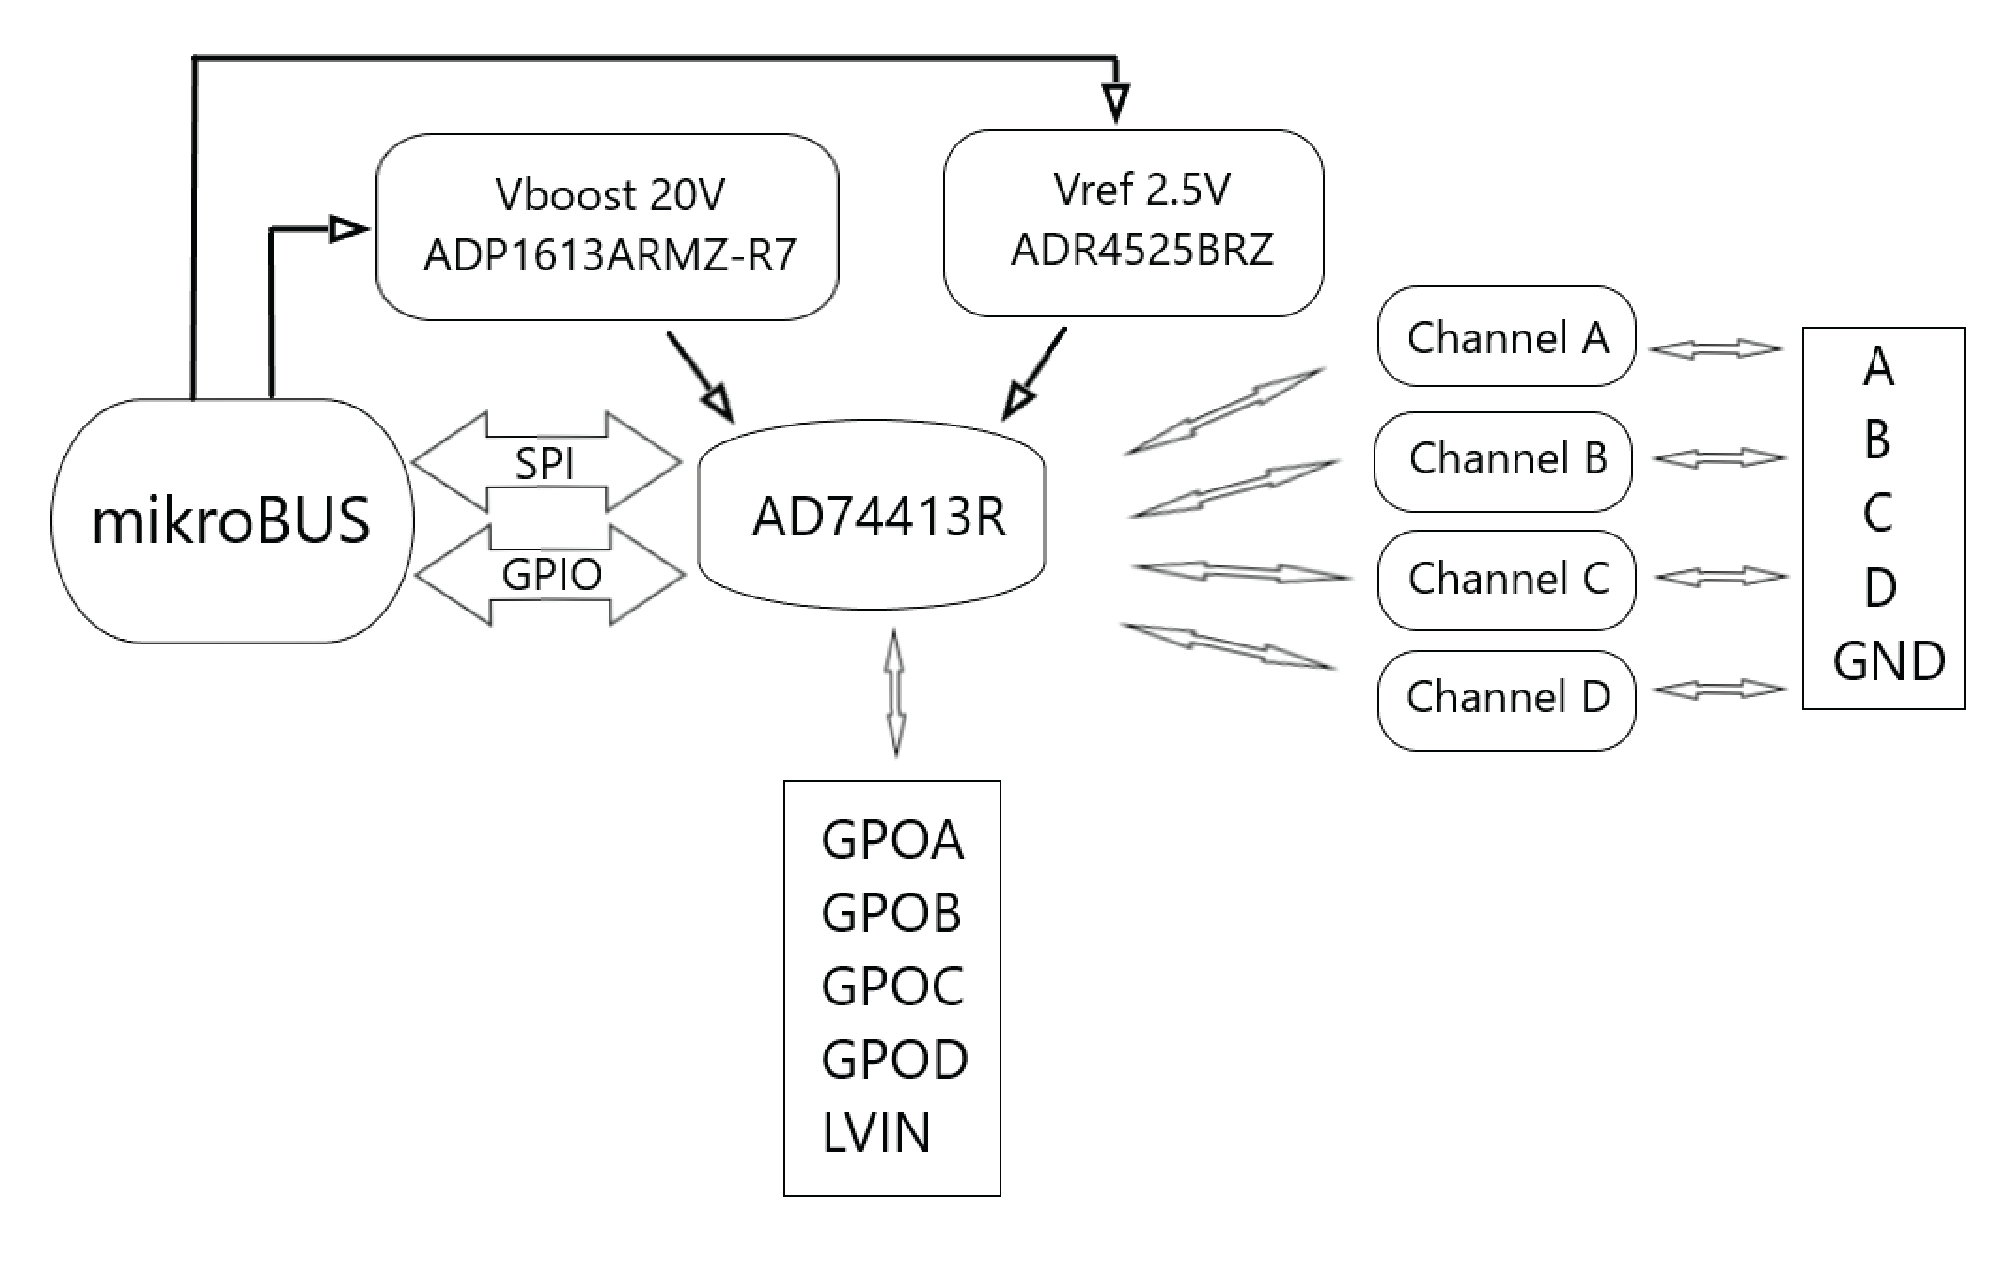 Vboost 20V
ADP1613ARMZ-R7
Vref 2.5V
ADR4525BRZ
mikroBUS
SPI
GPIO
AD74413R
Channel A
Channel B
Channel C
Channel D
A
B
C
D
GND
GPOA
GPOB
GPOC
GPOD
LVIN